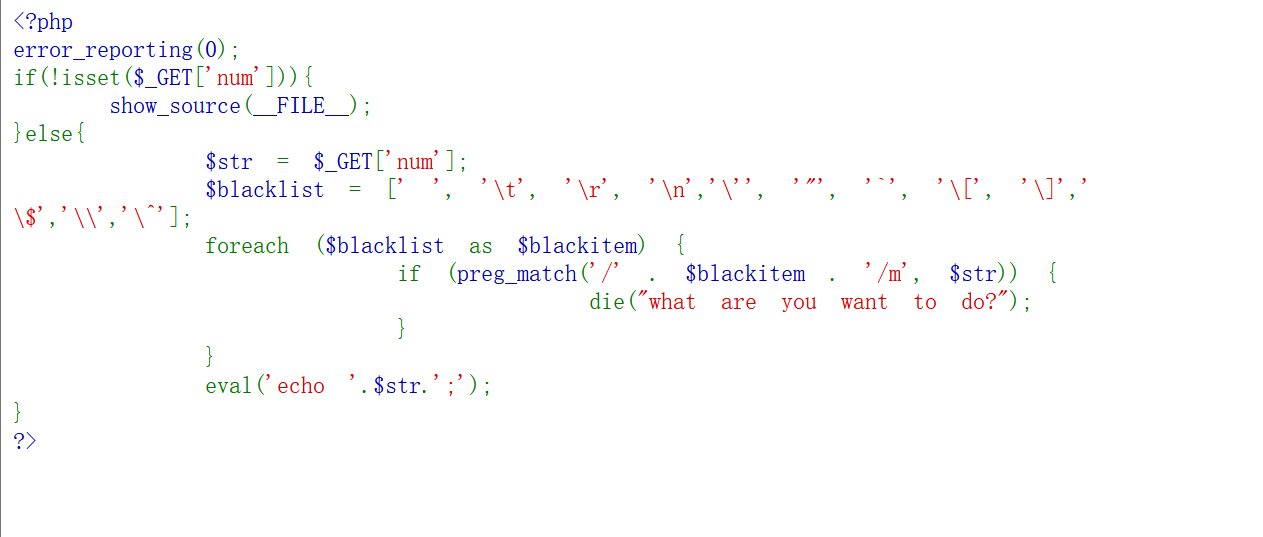 <?php
error_reporting(0);
if(!isset($_GET['num'])){
        show_source(__FILE__);
}else{
                $str = $_GET['num'];
                $blacklist = [' ', '\t', '\r', '\n','\'', '"', '`', '\[', '\]','
\$','\\','\^'];
                foreach ($blacklist as $blackitem) {
                                if (preg_match('/' . $blackitem . '/m', $str)) {
                                                die("what are you want to do?");
                                }
                }
                eval('echo '.$str.';');
}
?>